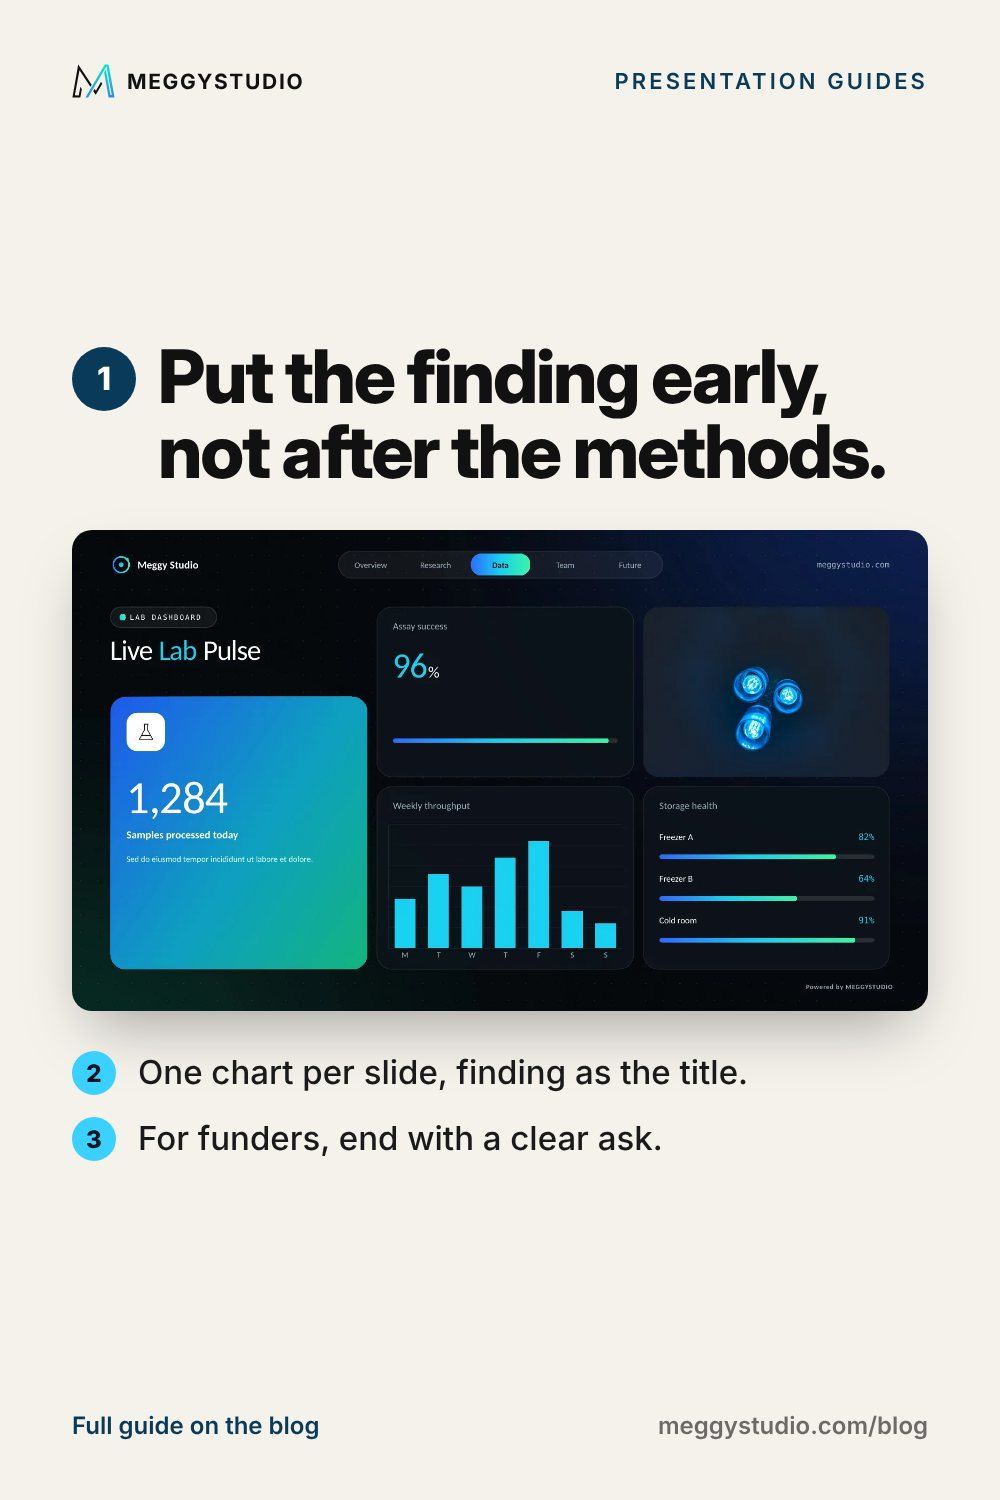 MEGGYSTUDIO
PRESENTATION GUIDES
1
Put the finding early,
not after the methods.
Meggy Studio
Overview Research Data Team Future
meggystudio.com
LAB DASHBOARD
Live Lab Pulse
1,284
Samples processed today
Sed do eiusmod tempor incididunt ut labore et dolore.
Assay success
96%
Weekly throughput
M T W T F S S
Storage health
Freezer A 82%
Freezer B 64%
Cold room 91%
Powered by MEGGYSTUDIO
2 One chart per slide, finding as the title.
3 For funders, end with a clear ask.
Full guide on the blog
meggystudio.com/blog